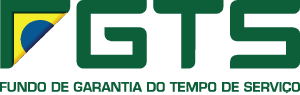 FGTS
FUNDO DE GARANTIA DO TEMPO DE SERVIÇO